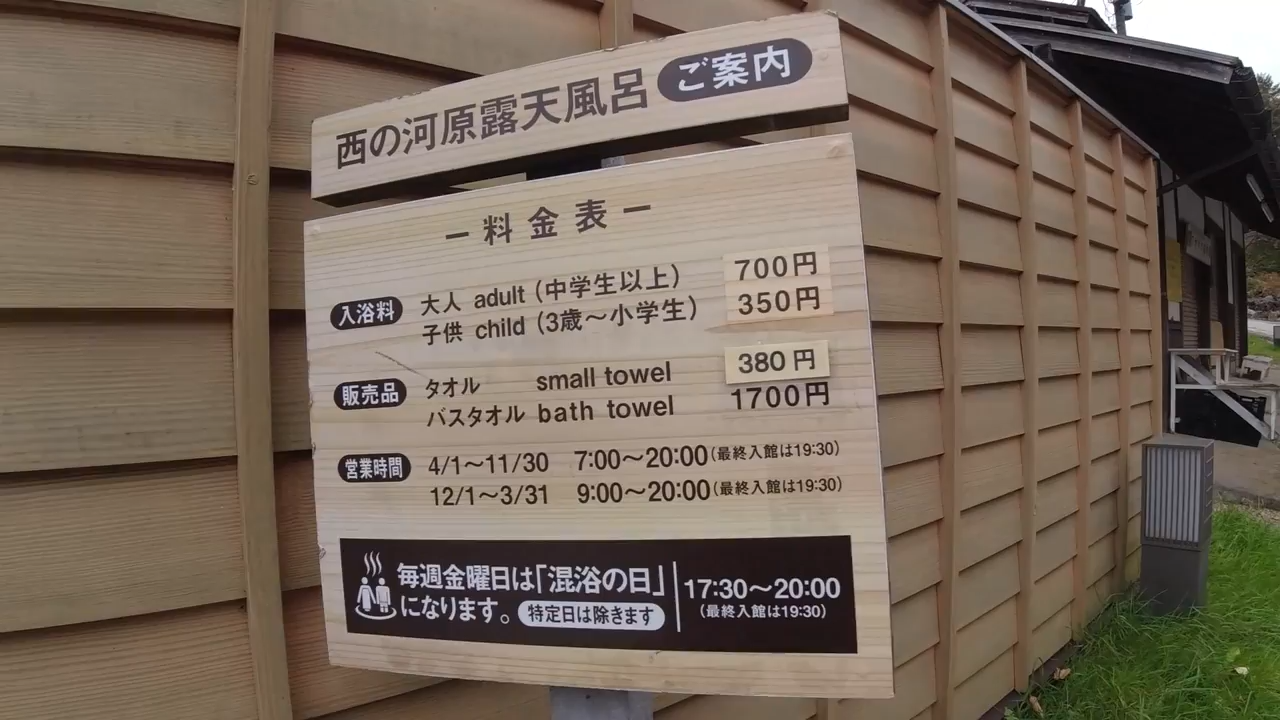 西の河原露天風呂 ご案内
ー料金表ー
入浴料 大人 adult (中学生以上) 700円
子供 child (3歳〜小学生) 350円
販売品 タオル small towel 380円
バスタオル bath towel 1700円
営業時間 4/1〜11/30 7:00〜20:00(最終入館は19:30)
12/1〜3/31 9:00〜20:00(最終入館は19:30)
毎週金曜日は「混浴の日」
になります。 特定日は除きます
17:30〜20:00
(最終入館は19:30)